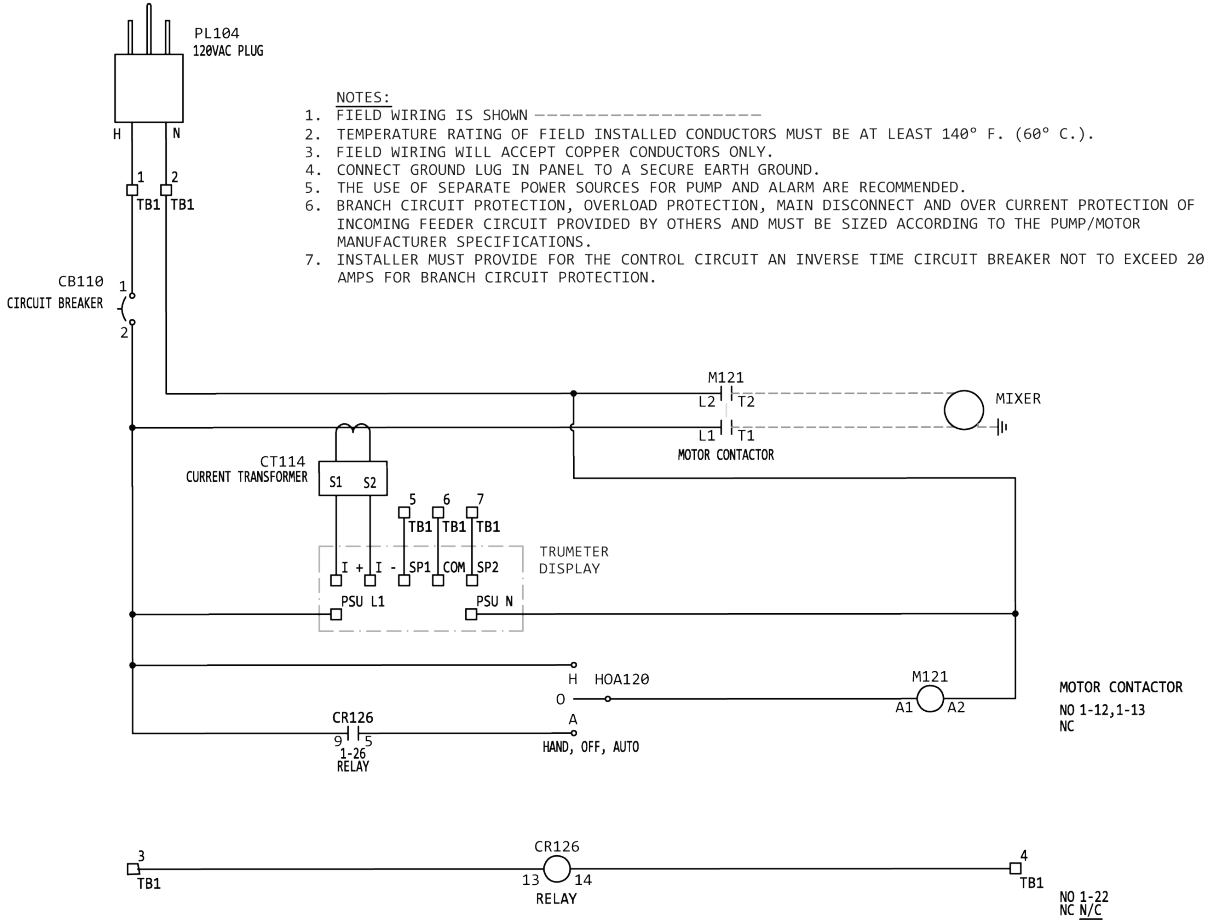 PL104
120VAC PLUG
H N
NOTES:
1. FIELD WIRING IS SHOWN
2. TEMPERATURE RATING OF FIELD INSTALLED CONDUCTORS MUST BE AT LEAST 140° F. (60° C.).
3. FIELD WIRING WILL ACCEPT COPPER CONDUCTORS ONLY.
4. CONNECT GROUND LUG IN PANEL TO A SECURE EARTH GROUND.
5. THE USE OF SEPARATE POWER SOURCES FOR PUMP AND ALARM ARE RECOMMENDED.
6. BRANCH CIRCUIT PROTECTION, OVERLOAD PROTECTION, MAIN DISCONNECT AND OVER CURRENT PROTECTION OF
INCOMING FEEDER CIRCUIT PROVIDED BY OTHERS AND MUST BE SIZED ACCORDING TO THE PUMP/MOTOR
MANUFACTURER SPECIFICATIONS.
7. INSTALLER MUST PROVIDE FOR THE CONTROL CIRCUIT AN INVERSE TIME CIRCUIT BREAKER NOT TO EXCEED 20
AMPS FOR BRANCH CIRCUIT PROTECTION.
1 2
TB1 TB1
CB110
CIRCUIT BREAKER
1
2
M121
L2 T2
L1 T1
MOTOR CONTACTOR
MIXER
CT114
CURRENT TRANSFORMER
S1 S2
5 6 7
TB1 TB1 TB1
TRUMETER
DISPLAY
I + I - SP1 COM SP2
PSU L1 PSU N
H
HOA120
O
A
HAND, OFF, AUTO
M121
A1 A2
MOTOR CONTACTOR
NO 1-12,1-13
NC
CR126
9 5
1-26
RELAY
3
TB1
CR126
13 14
RELAY
4
TB1
NO 1-22
NC N/C